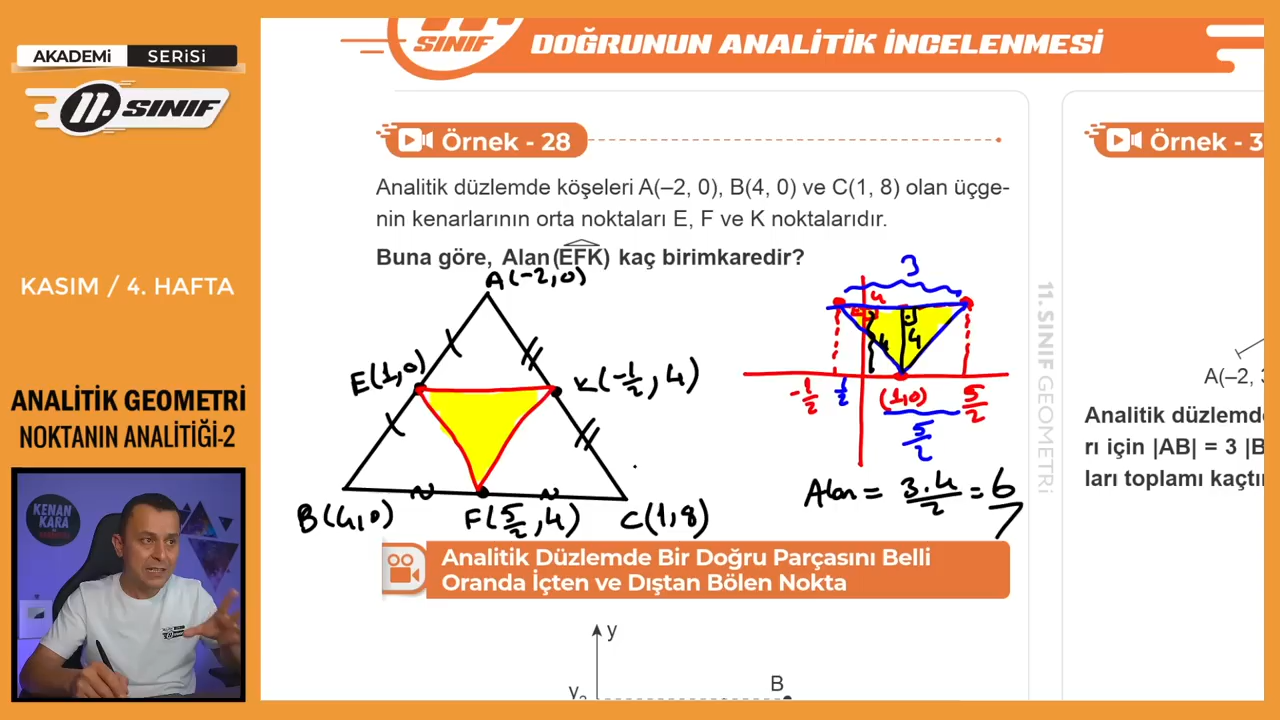 AKADEMİ SERİSİ
11. SINIF
KASIM / 4. HAFTA
ANALİTİK GEOMETRİ
NOKTANIN ANALİTİĞİ-2
KENAN
KARA
SINIF
DOĞRUNUN ANALİTİK İNCELENMESİ
Örnek - 28
Analitik düzlemde köşeleri A(–2, 0), B(4, 0) ve C(1, 8) olan üçge-
nin kenarlarının orta noktaları E, F ve K noktalarıdır.
Buna göre, Alan(EFK) kaç birimkaredir?
A(-2,0)
E(1,0)
K(-1/2, 4)
B(4,0)
F(5/2, 4)
C(1,8)
3
4
4
4
-1/2
1/2
(1,0)
5/2
5/2
Alan = 3.4/2 = 6
Analitik Düzlemde Bir Doğru Parçasını Belli
Oranda İçten ve Dıştan Bölen Nokta
y
B
11. SINIF GEOMETRİ
Örnek - 3
A(–2, 3
Analitik düzlemd
rı için |AB| = 3 |B
ları toplamı kaçtı